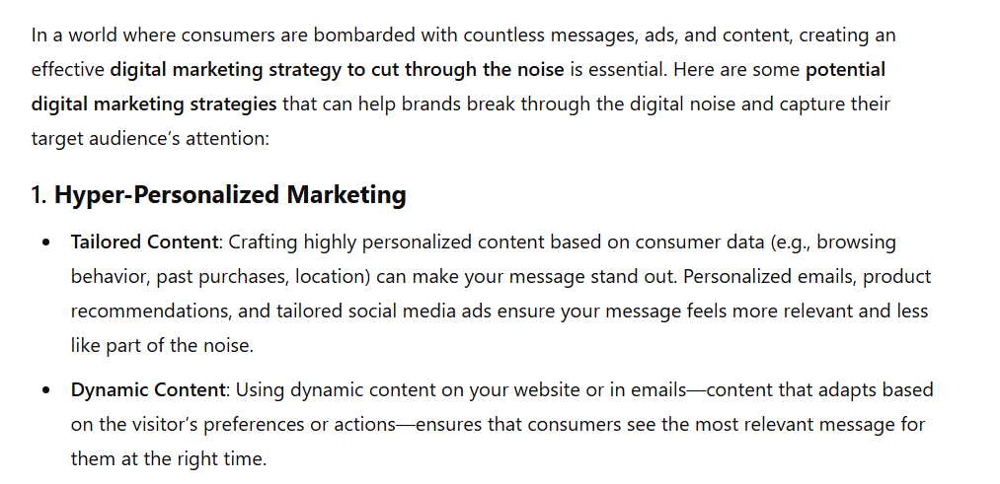 In a world where consumers are bombarded with countless messages, ads, and content, creating an
effective digital marketing strategy to cut through the noise is essential. Here are some potential
digital marketing strategies that can help brands break through the digital noise and capture their
target audience’s attention:
1. Hyper-Personalized Marketing
• Tailored Content: Crafting highly personalized content based on consumer data (e.g., browsing
behavior, past purchases, location) can make your message stand out. Personalized emails, product
recommendations, and tailored social media ads ensure your message feels more relevant and less
like part of the noise.
• Dynamic Content: Using dynamic content on your website or in emails—content that adapts based
on the visitor’s preferences or actions—ensures that consumers see the most relevant message for
them at the right time.